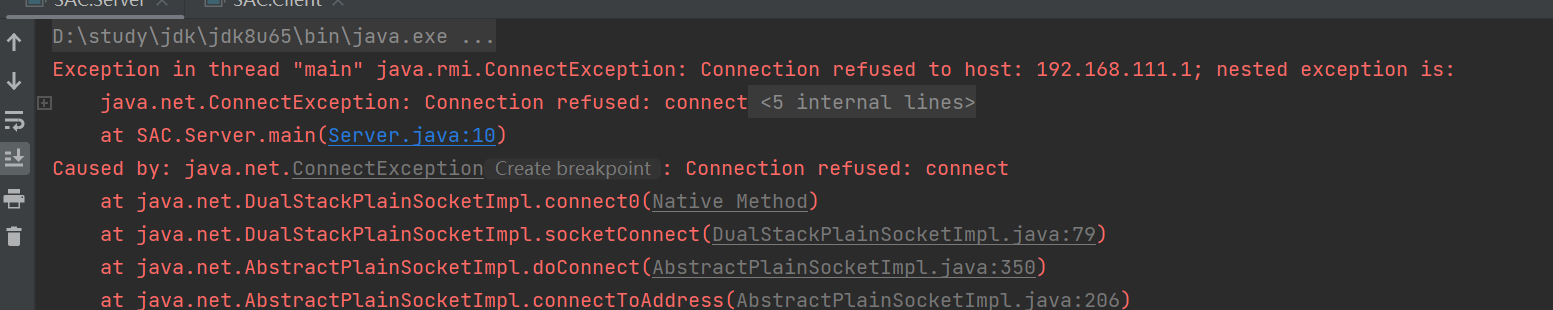 SAC.Server × SAC.Client ×
D:\study\jdk\jdk8u65\bin\java.exe ...
Exception in thread "main" java.rmi.ConnectException: Connection refused to host: 192.168.111.1; nested exception is:
java.net.ConnectException: Connection refused: connect <5 internal lines>
at SAC.Server.main(Server.java:10)
Caused by: java.net.ConnectException Create breakpoint : Connection refused: connect
at java.net.DualStackPlainSocketImpl.connect0(Native Method)
at java.net.DualStackPlainSocketImpl.socketConnect(DualStackPlainSocketImpl.java:79)
at java.net.AbstractPlainSocketImpl.doConnect(AbstractPlainSocketImpl.java:350)
at java.net.AbstractPlainSocketImpl.connectToAddress(AbstractPlainSocketImpl.java:206)